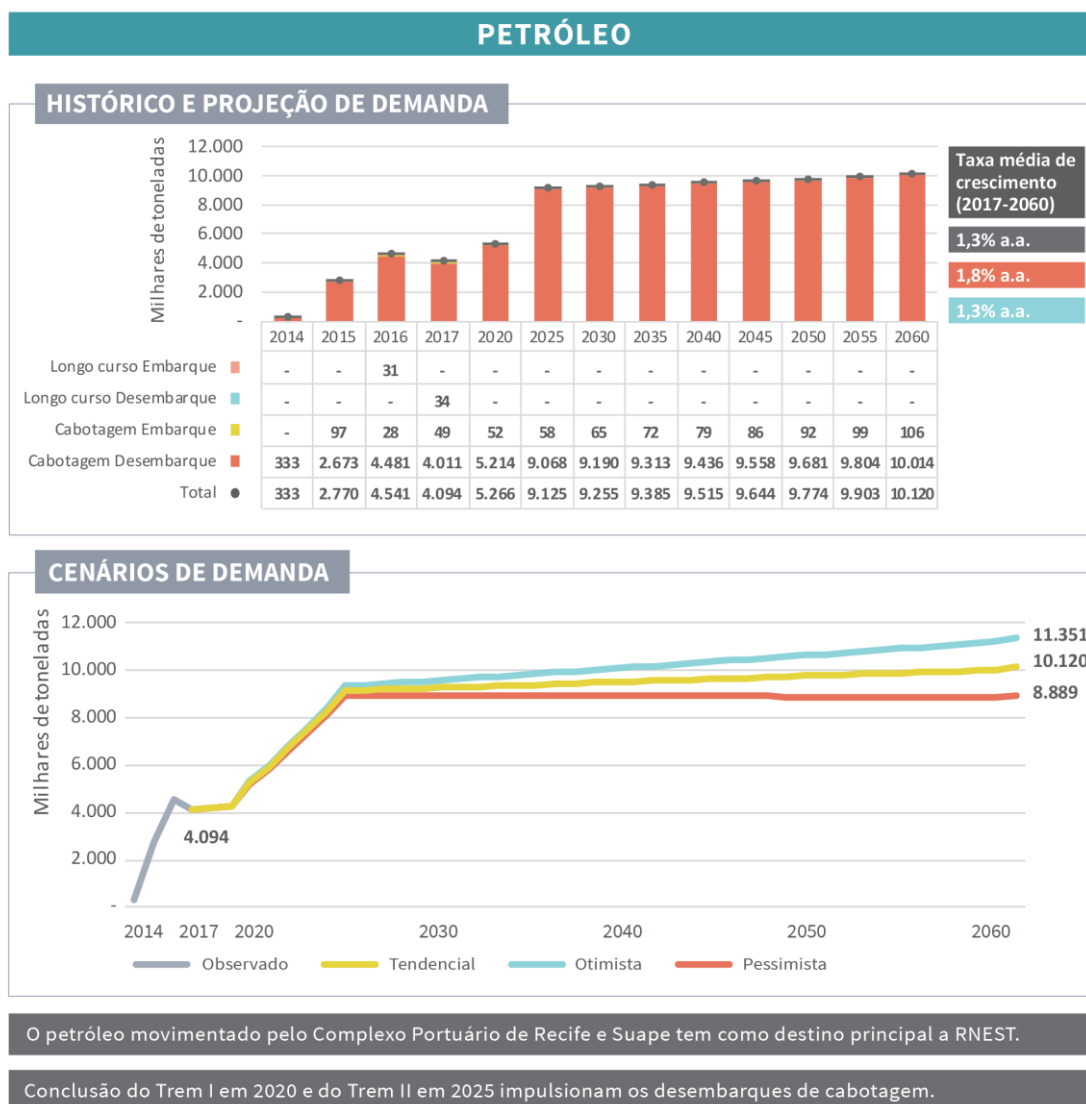 PETRÓLEO
HISTÓRICO E PROJEÇÃO DE DEMANDA
Milhares de toneladas
12.000
10.000
8.000
6.000
4.000
2.000
-
2014 2015 2016 2017 2020 2025 2030 2035 2040 2045 2050 2055 2060
Longo curso Embarque - - 31 - - - - - - - - - -
Longo curso Desembarque - - - 34 - - - - - - - - -
Cabotagem Embarque - 97 28 49 52 58 65 72 79 86 92 99 106
Cabotagem Desembarque 333 2.673 4.481 4.011 5.214 9.068 9.190 9.313 9.436 9.558 9.681 9.804 10.014
Total 333 2.770 4.541 4.094 5.266 9.125 9.255 9.385 9.515 9.644 9.774 9.903 10.120
Taxa média de
crescimento
(2017-2060)
1,3% a.a.
1,8% a.a.
1,3% a.a.
CENÁRIOS DE DEMANDA
Milhares de toneladas
12.000
10.000
8.000
6.000
4.000
2.000
-
4.094
11.351
10.120
8.889
2014 2017 2020 2030 2040 2050 2060
Observado Tendencial Otimista Pessimista
O petróleo movimentado pelo Complexo Portuário de Recife e Suape tem como destino principal a RNEST.
Conclusão do Trem I em 2020 e do Trem II em 2025 impulsionam os desembarques de cabotagem.